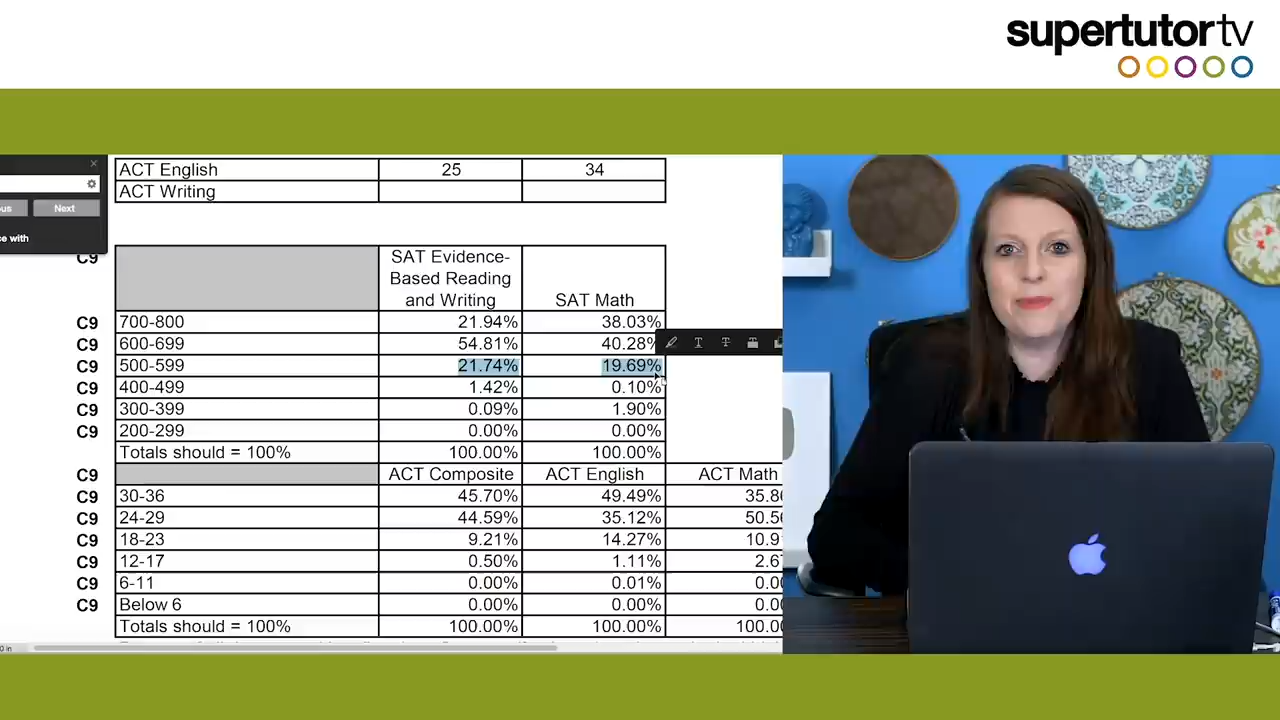 supertutortv
ACT English 25 34
ACT Writing
Next
C9 SAT Evidence-
Based Reading
and Writing SAT Math
C9 700-800 21.94% 38.03%
C9 600-699 54.81% 40.28%
C9 500-599 21.74% 19.69%
C9 400-499 1.42% 0.10%
C9 300-399 0.09% 1.90%
C9 200-299 0.00% 0.00%
Totals should = 100% 100.00% 100.00%
C9 ACT Composite ACT English ACT Math
C9 30-36 45.70% 49.49%
C9 24-29 44.59% 35.12%
C9 18-23 9.21% 14.27%
C9 12-17 0.50% 1.11%
C9 6-11 0.00% 0.01%
C9 Below 6 0.00% 0.00%
Totals should = 100% 100.00% 100.00%